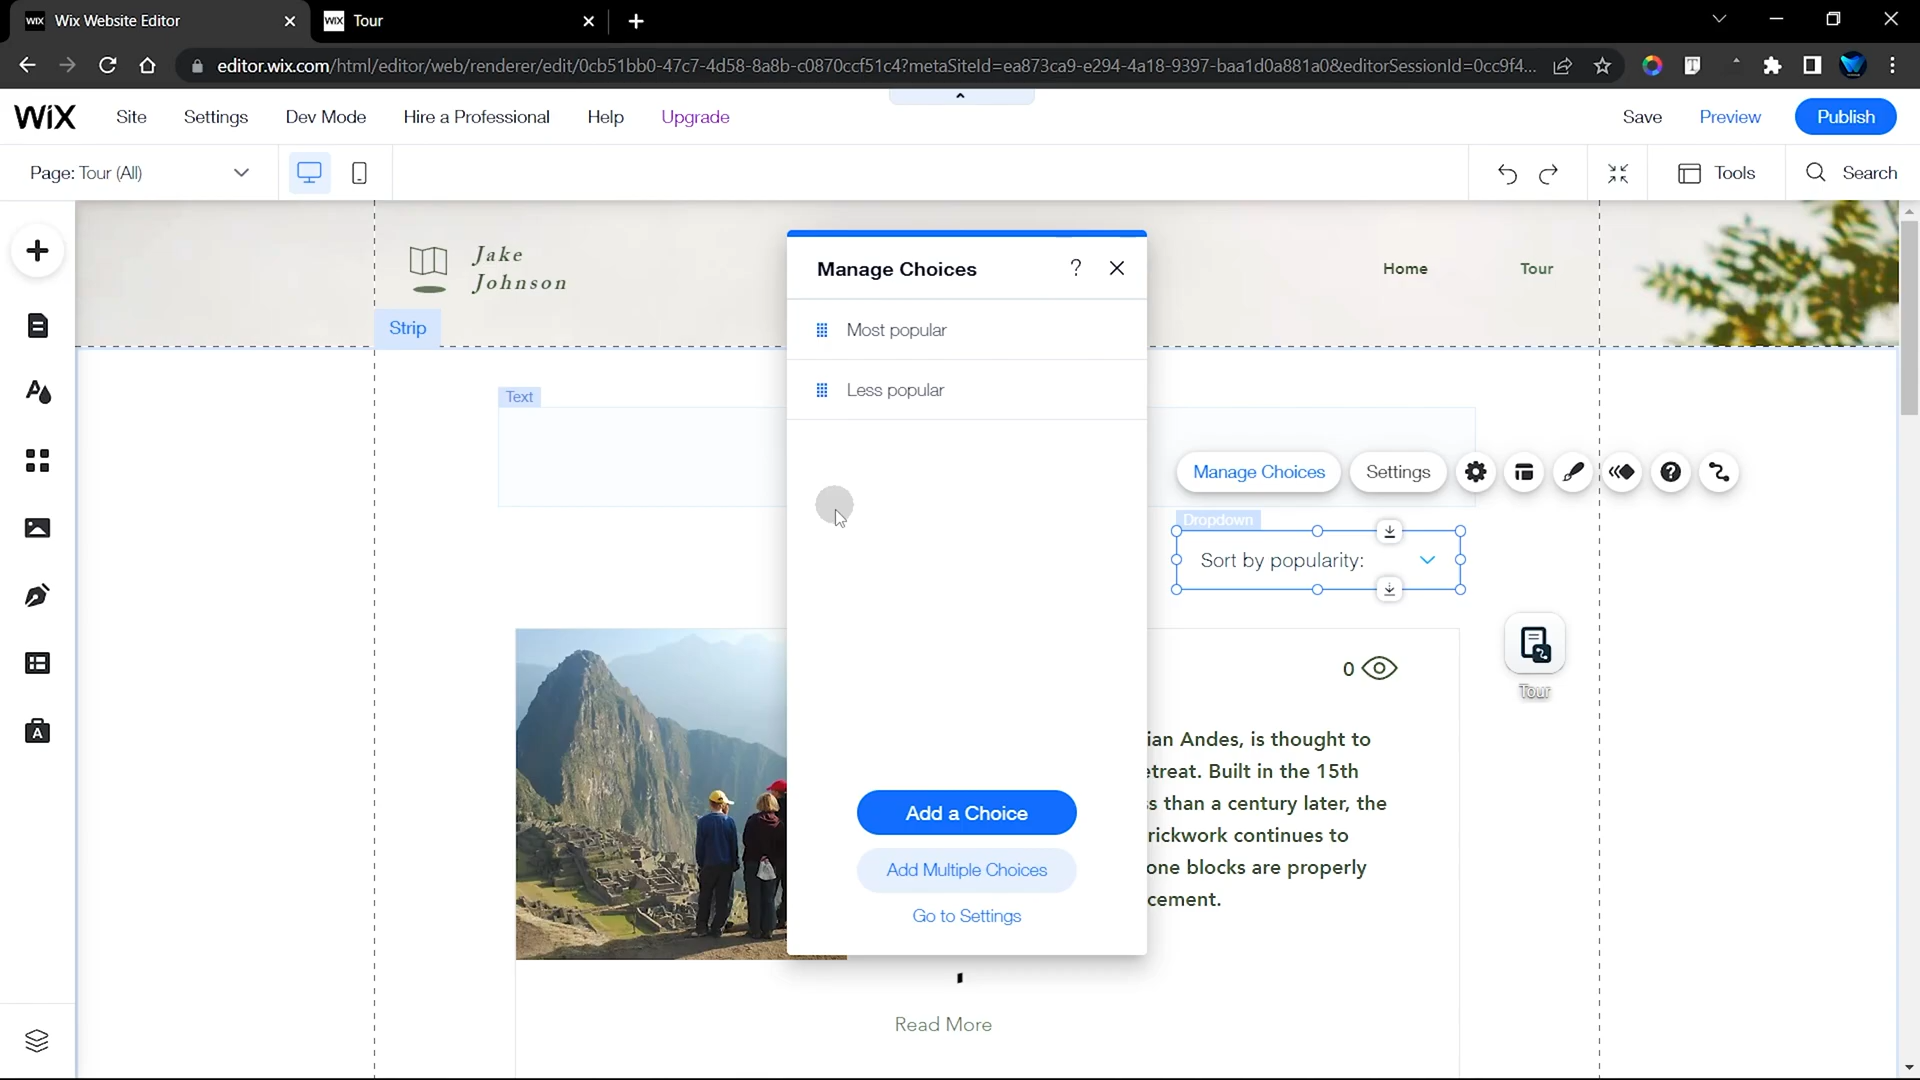 WIX Wix Website Editor
WIX Tour
editor.wix.com/html/editor/web/renderer/edit/0cb51bb0-47c7-4d58-8a8b-c0870ccf51c4?metaSiteId=ea873ca9-e294-4a18-9397-baa1d0a881a0&editorSessionId=0cc9f4...
WiX
Site
Settings
Dev Mode
Hire a Professional
Help
Upgrade
Save
Preview
Publish
Page: Tour (All)
Tools
Search
Jake
Johnson
Home
Tour
Strip
Manage Choices
?
Most popular
Less popular
Text
Manage Choices
Settings
Dropdown
Sort by popularity:
0
Tour
ian Andes, is thought to
etreat. Built in the 15th
s than a century later, the
rickwork continues to
one blocks are properly
cement.
Add a Choice
Add Multiple Choices
Go to Settings
Read More